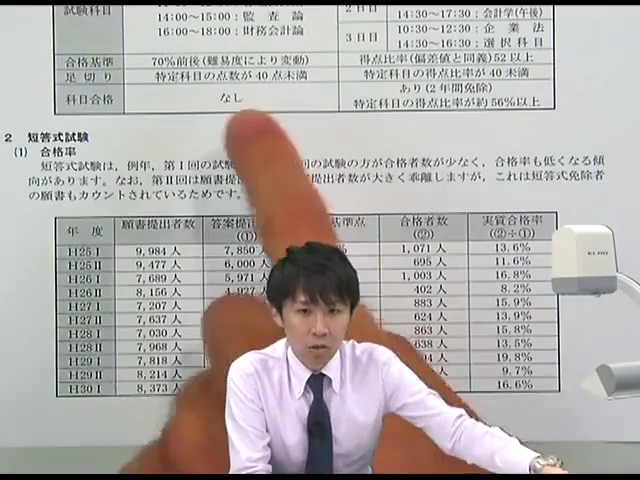 試験科目
14:00～15:00：監査論
16:00～18:00：財務会計論
2日目
14:30～17:30：会計学(午後)
3日目
10:30～12:30：企業法
14:30～16:30：選択科目
合格基準 70％前後(難易度により変動) 得点比率(偏差値と同義)52以上
足切り 特定科目の点数が40点未満 特定科目の得点比率が40未満
科目合格 なし あり(2年間免除)
特定科目の得点比率が約56％以上
2 短答式試験
(1) 合格率
短答式試験は，例年，第Ⅰ回の試 回の試験の方が合格者数が少なく，合格率も低くなる傾
向があります。なお，第Ⅱ回は願書提 提出者数が大きく乖離しますが，これは短答式免除者
の願書もカウントされているためです。
年度 願書提出者数 答案提 基準点 合格者数 実質合格率
(①) (②) (②÷①)
H25Ⅰ 9,984人 7,850 1,071人 13.6％
H25Ⅱ 9,477人 6,000 695人 11.6％
H26Ⅰ 7,689人 5,971 1,003人 16.8％
H26Ⅱ 8,156人 4,927 402人 8.2％
H27Ⅰ 7,207人 883人 15.9％
H27Ⅱ 7,637人 624人 13.9％
H28Ⅰ 7,030人 863人 15.8％
H28Ⅱ 7,968人 638人 13.5％
H29Ⅰ 7,818人 人 19.8％
H29Ⅱ 8,214人 人 9.7％
H30Ⅰ 8,373人 人 16.6％